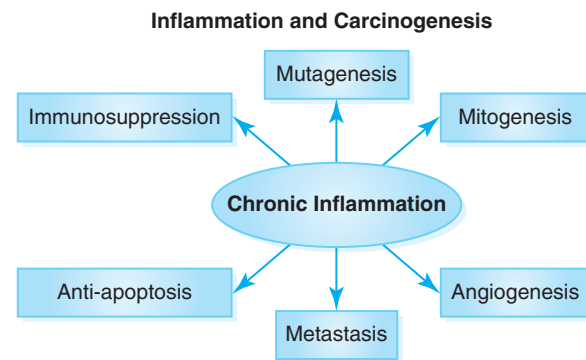 Inflammation and Carcinogenesis
Mutagenesis
Immunosuppression
Mitogenesis
Chronic Inflammation
Anti-apoptosis
Angiogenesis
Metastasis